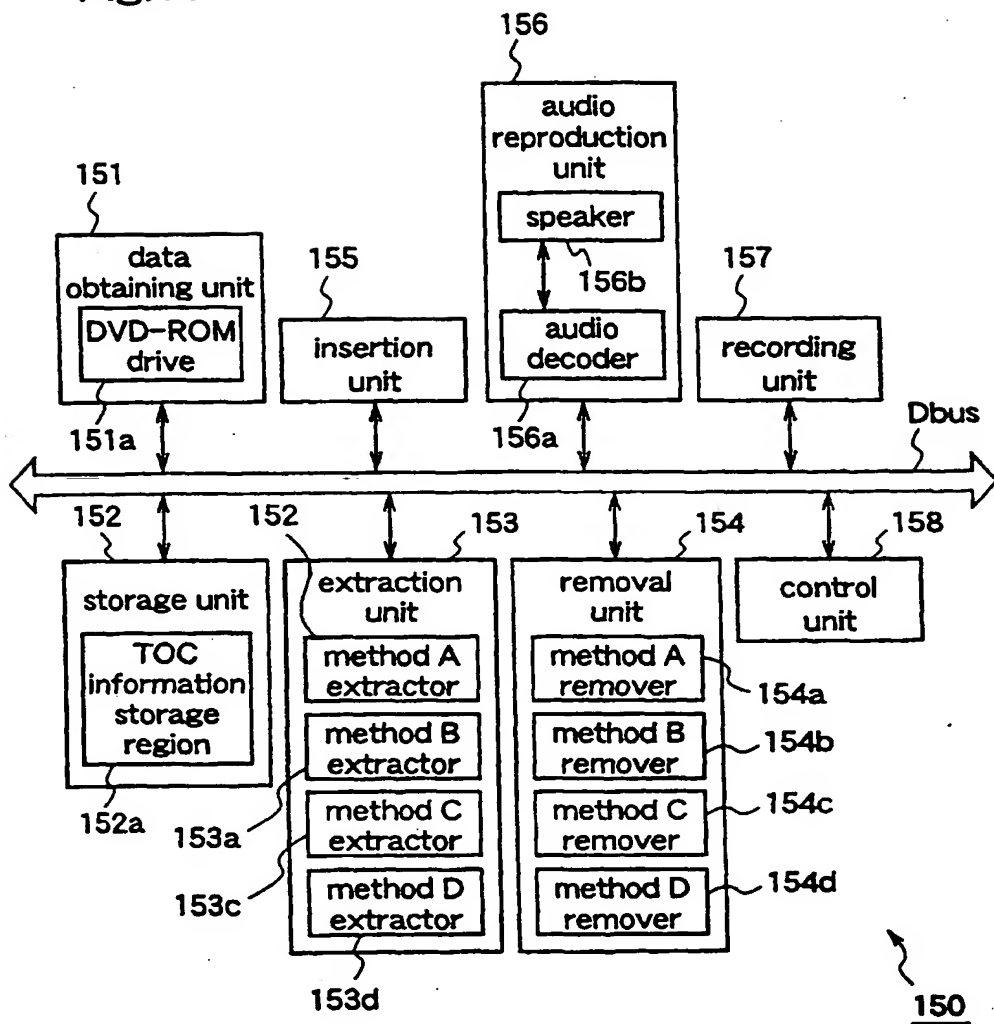 Fig.
156
audio
reproduction
unit
speaker
156b
audio
decoder
156a
151
data
obtaining unit
DVD-ROM
drive
151a
155
insertion
unit
157
recording
unit
Dbus
152
storage unit
TOC
information
storage
region
152a
152
153
extraction
unit
method A
extractor
method B
extractor
153a
method C
extractor
153c
method D
extractor
153d
154
removal
unit
method A
remover
154a
method B
remover
154b
method C
remover
154c
method D
remover
154d
158
control
unit
150